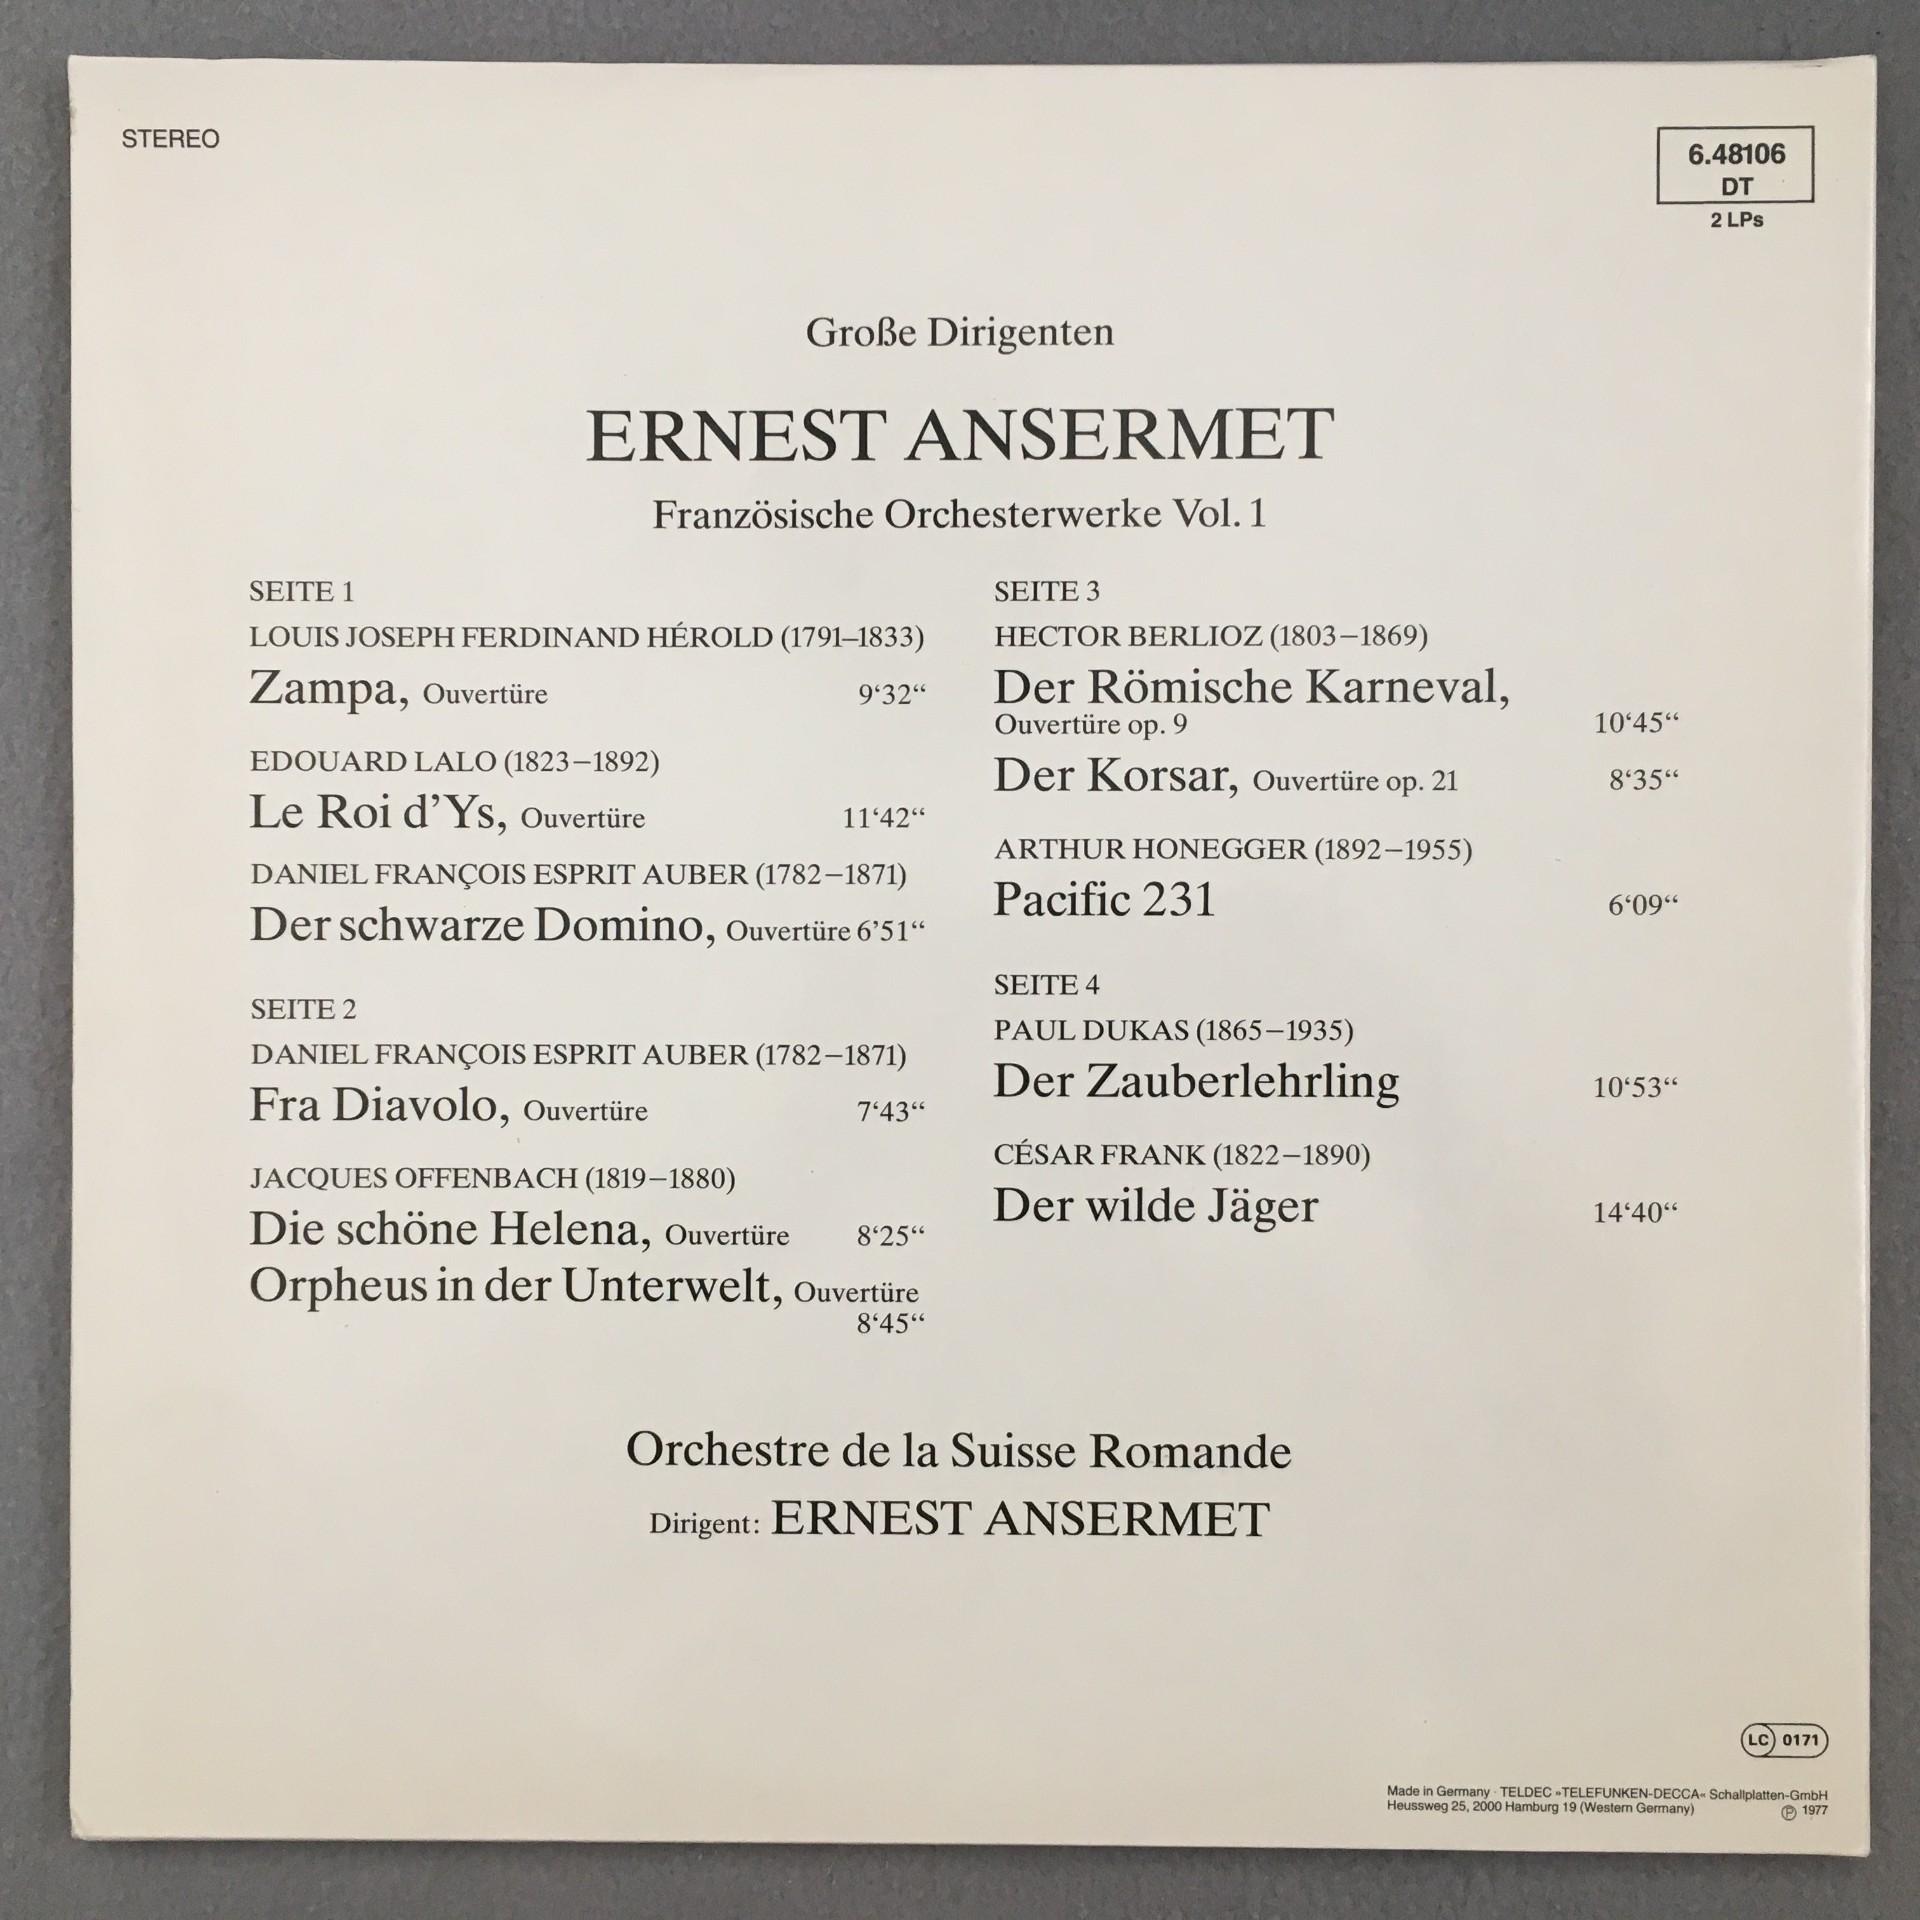 STEREO
6.48106
DT
2 LPs
Große Dirigenten
ERNEST ANSERMET
Französische Orchesterwerke Vol. 1
SEITE 1
LOUIS JOSEPH FERDINAND HÉROLD (1791–1833)
Zampa, Ouvertüre 9‘32“
EDOUARD LALO (1823–1892)
Le Roi d’Ys, Ouvertüre 11‘42“
DANIEL FRANÇOIS ESPRIT AUBER (1782–1871)
Der schwarze Domino, Ouvertüre 6’51“
SEITE 2
DANIEL FRANÇOIS ESPRIT AUBER (1782–1871)
Fra Diavolo, Ouvertüre 7‘43“
JACQUES OFFENBACH (1819–1880)
Die schöne Helena, Ouvertüre 8‘25“
Orpheus in der Unterwelt, Ouvertüre
8‘45“
SEITE 3
HECTOR BERLIOZ (1803–1869)
Der Römische Karneval,
Ouvertüre op. 9 10‘45“
Der Korsar, Ouvertüre op. 21 8‘35“
ARTHUR HONEGGER (1892–1955)
Pacific 231 6‘09“
SEITE 4
PAUL DUKAS (1865–1935)
Der Zauberlehrling 10‘53“
CÉSAR FRANK (1822–1890)
Der wilde Jäger 14‘40“
Orchestre de la Suisse Romande
Dirigent: ERNEST ANSERMET
LC 0171
Made in Germany · TELDEC »TELEFUNKEN-DECCA« Schallplatten-GmbH
Heussweg 25, 2000 Hamburg 19 (Western Germany) ℗ 1977